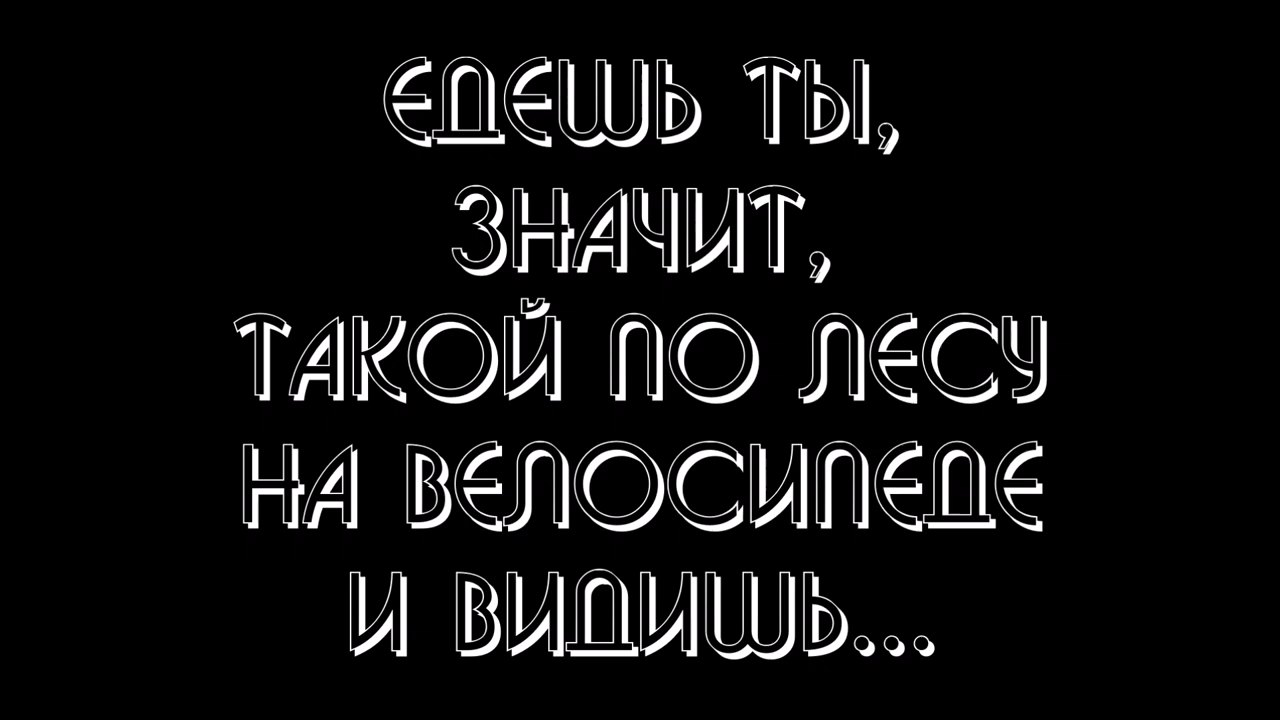 ЕДЕШЬ ТЫ,
ЗНАЧИТ,
ТАКОЙ ПО ЛЕСУ
НА ВЕЛОСИПЕДЕ
И ВИДИШЬ...